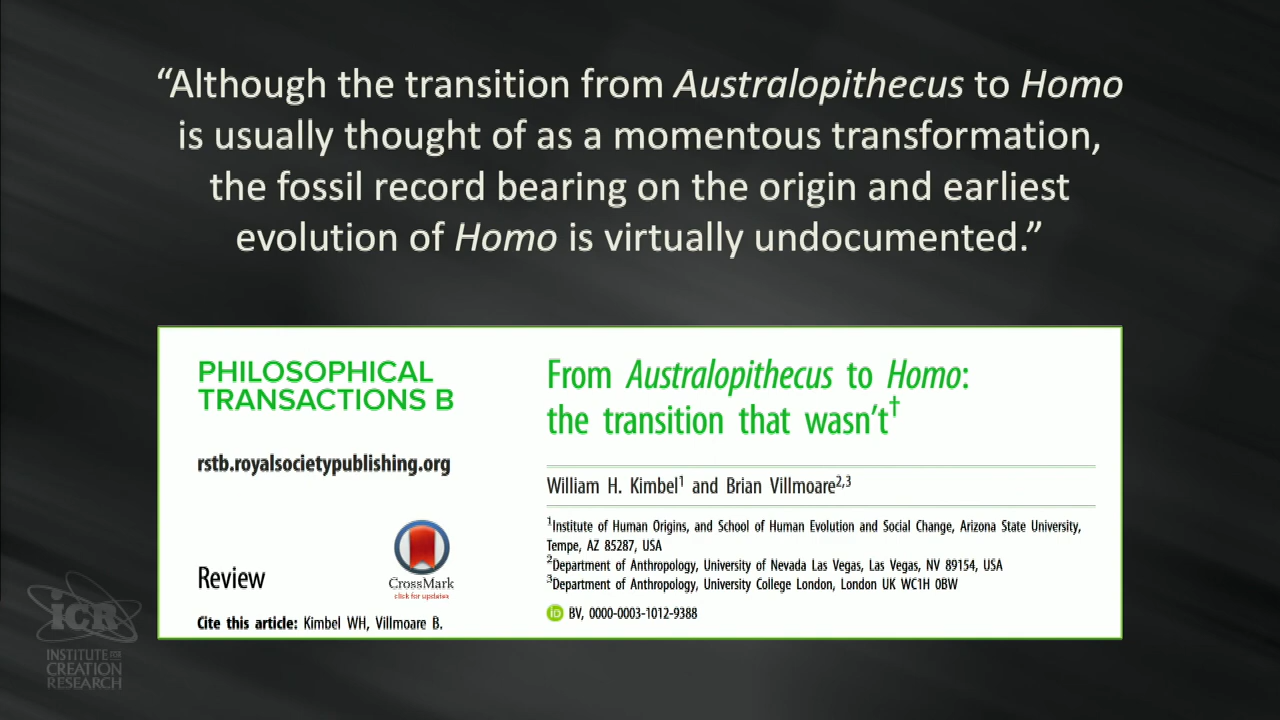 “Although the transition from Australopithecus to Homo
is usually thought of as a momentous transformation,
the fossil record bearing on the origin and earliest
evolution of Homo is virtually undocumented.”
PHILOSOPHICAL
TRANSACTIONS B
rstb.royalsocietypublishing.org
Review
CrossMark
click for updates
Cite this article: Kimbel WH, Villmoare B.
From Australopithecus to Homo:
the transition that wasn’t†
William H. Kimbel1 and Brian Villmoare2,3
1Institute of Human Origins, and School of Human Evolution and Social Change, Arizona State University,
Tempe, AZ 85287, USA
2Department of Anthropology, University of Nevada Las Vegas, Las Vegas, NV 89154, USA
3Department of Anthropology, University College London, London UK WC1H 0BW
iD BV, 0000-0003-1012-9388
iCR
INSTITUTE FOR
CREATION
RESEARCH